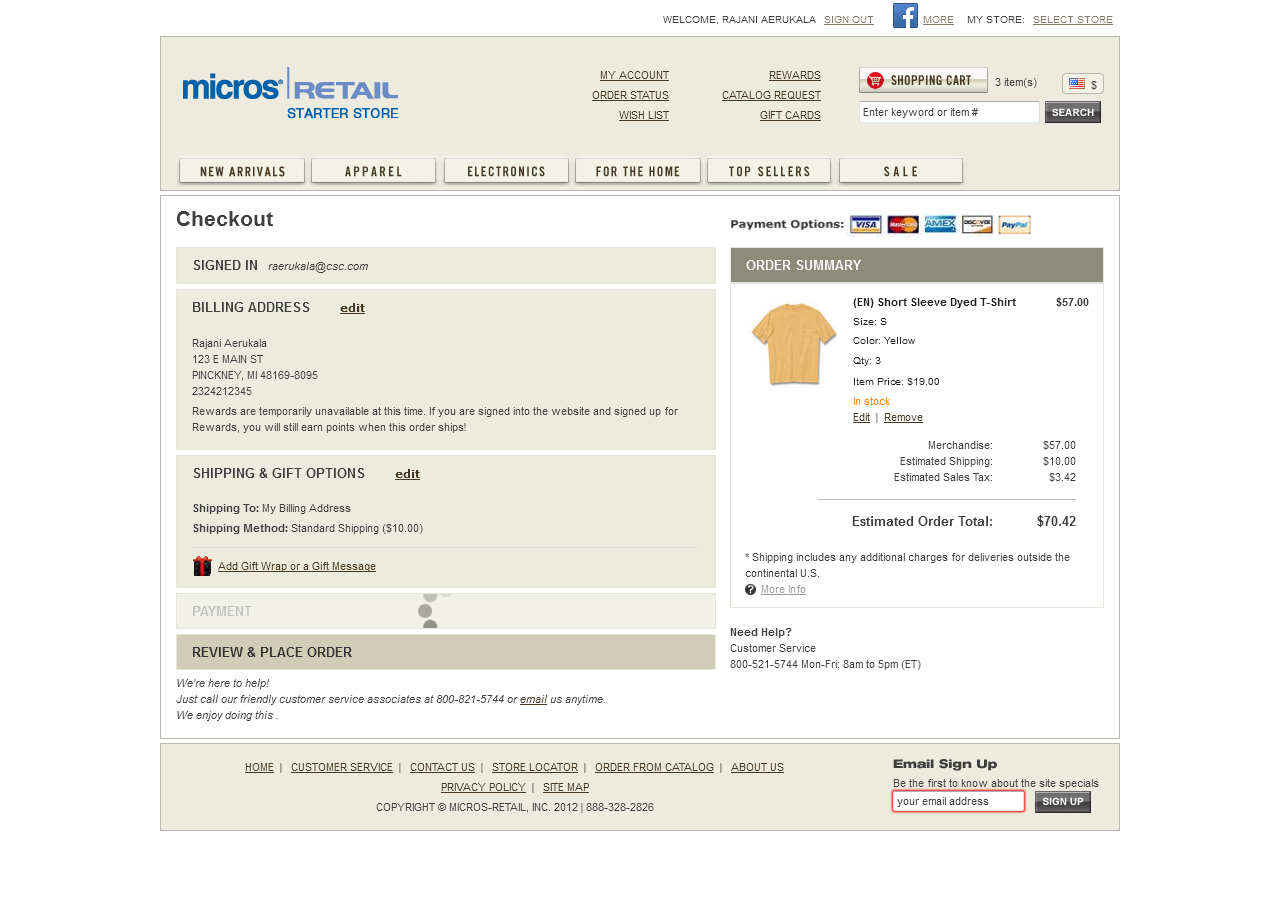 WELCOME, RAJANI AERUKALA SIGN OUT MORE MY STORE: SELECT STORE
micros RETAIL
STARTER STORE
MY ACCOUNT
ORDER STATUS
WISH LIST
REWARDS
CATALOG REQUEST
GIFT CARDS
SHOPPING CART 3 item(s) $
Enter keyword or item # SEARCH
NEW ARRIVALS APPAREL ELECTRONICS FOR THE HOME TOP SELLERS SALE
Checkout
SIGNED IN raerukala@csc.com
BILLING ADDRESS edit
Rajani Aerukala
123 E MAIN ST
PINCKNEY, MI 48169-8095
2324212345
Rewards are temporarily unavailable at this time. If you are signed into the website and signed up for
Rewards, you will still earn points when this order ships!
SHIPPING & GIFT OPTIONS edit
Shipping To: My Billing Address
Shipping Method: Standard Shipping ($10.00)
Add Gift Wrap or a Gift Message
PAYMENT
REVIEW & PLACE ORDER
We're here to help!
Just call our friendly customer service associates at 800-821-5744 or email us anytime.
We enjoy doing this .
Payment Options: VISA MasterCard AMEX DISCOVER PayPal
ORDER SUMMARY
(EN) Short Sleeve Dyed T-Shirt $57.00
Size: S
Color: Yellow
Qty: 3
Item Price: $19.00
In stock
Edit | Remove
Merchandise: $57.00
Estimated Shipping: $10.00
Estimated Sales Tax: $3.42
Estimated Order Total: $70.42
* Shipping includes any additional charges for deliveries outside the
continental U.S.
? More Info
Need Help?
Customer Service
800-521-5744 Mon-Fri: 8am to 5pm (ET)
HOME | CUSTOMER SERVICE | CONTACT US | STORE LOCATOR | ORDER FROM CATALOG | ABOUT US
PRIVACY POLICY | SITE MAP
COPYRIGHT © MICROS-RETAIL, INC. 2012 | 888-328-2826
Email Sign Up
Be the first to know about the site specials
your email address SIGN UP